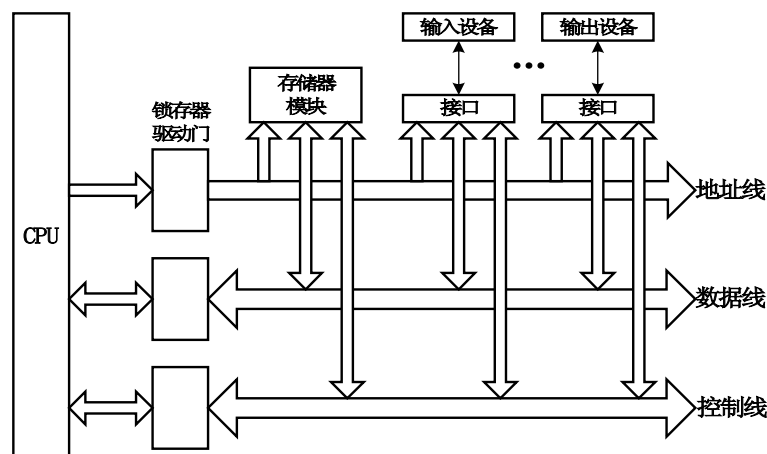 输入设备
输出设备
•••
存储器
模块
接口
接口
锁存器
驱动门
地址线
CPU
数据线
控制线